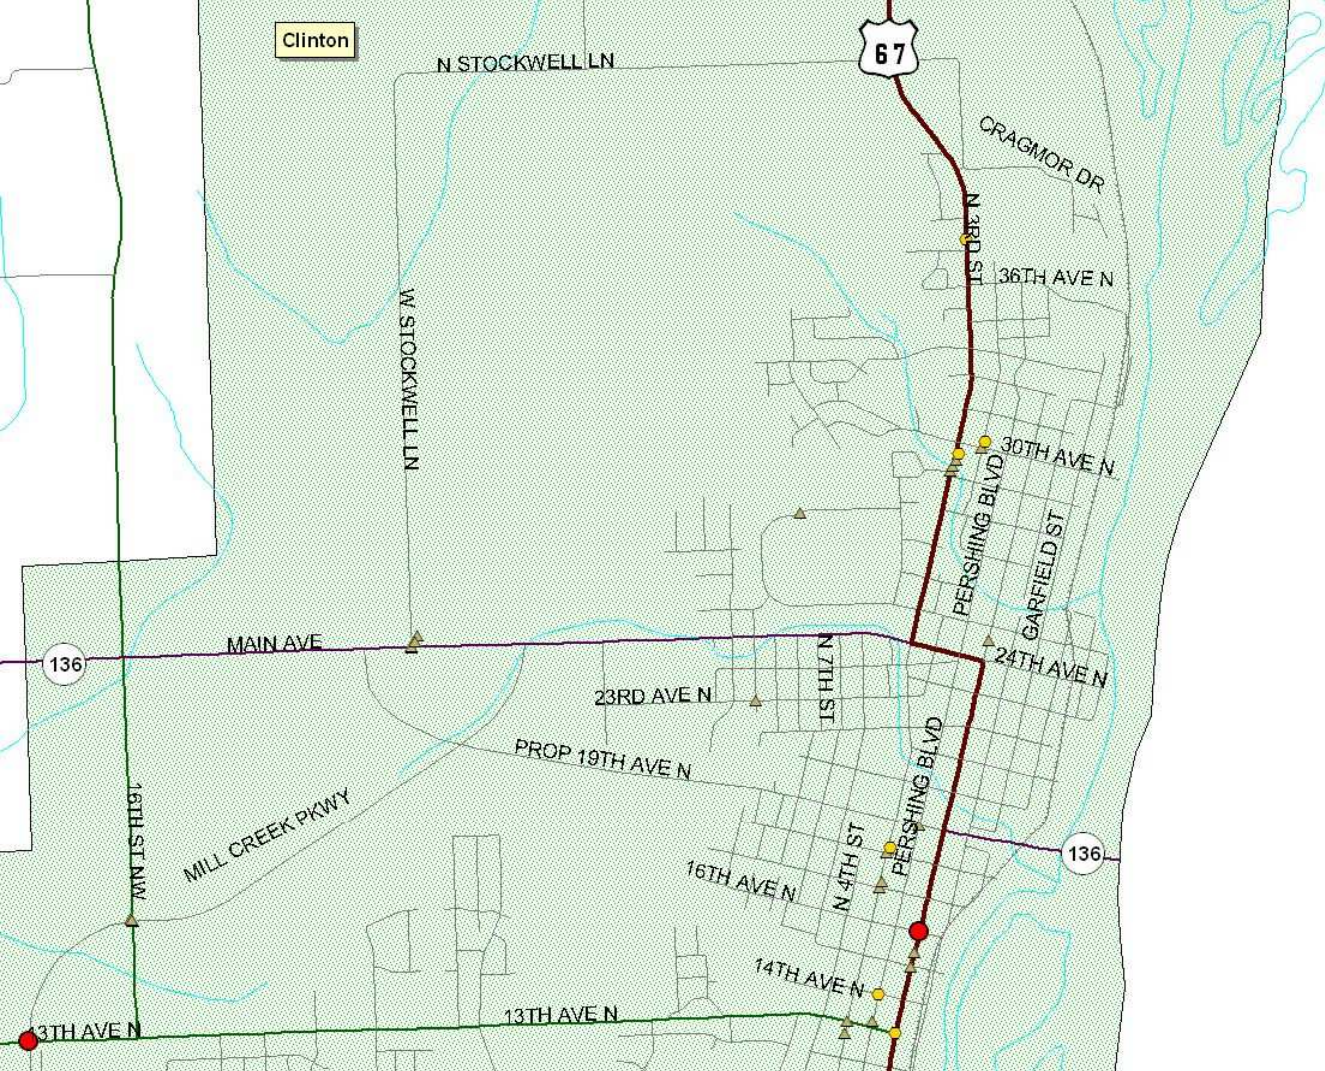 Clinton
N STOCKWELL LN
67
CRAGMOR DR
N 3RD ST
36TH AVE N
W STOCKWELL LN
30TH AVE N
PERSHING BLVD
GARFIELD ST
MAIN AVE
136
N 7TH ST
24TH AVE N
23RD AVE N
PROP 19TH AVE N
PERSHING BLVD
16TH ST NW
MILL CREEK PKWY
N 4TH ST
136
16TH AVE N
14TH AVE N
13TH AVE N
13TH AVE N